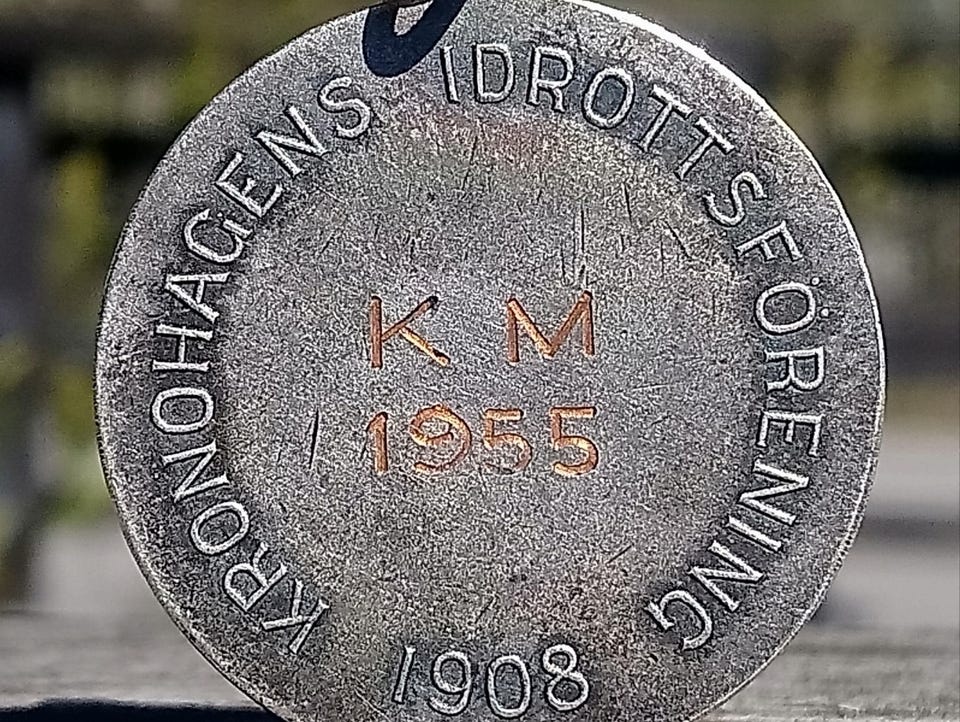 KRONOHAGENS IDROTTSFÖRENING
K M
1955
1908